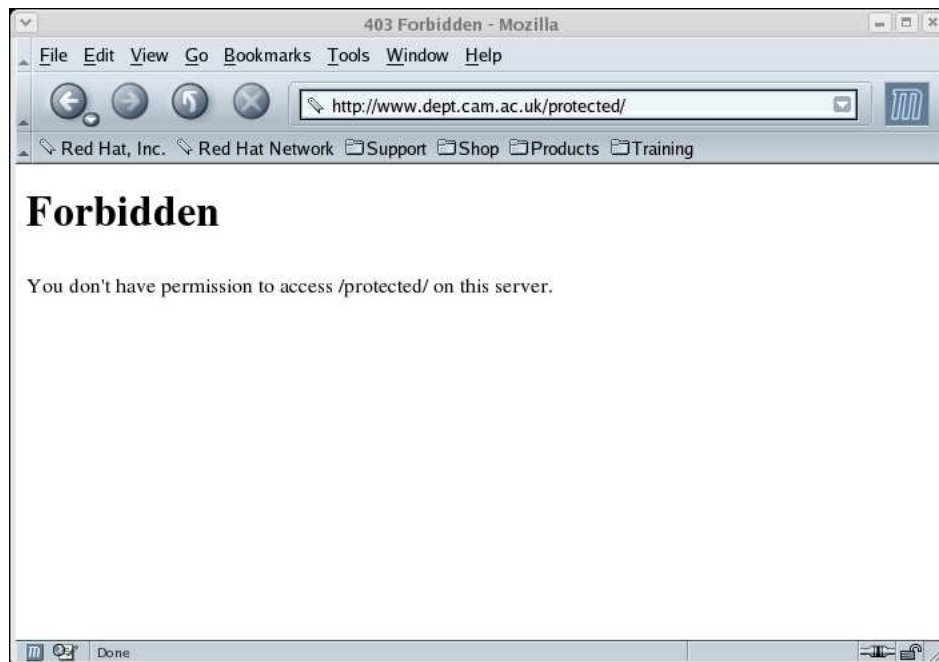 403 Forbidden - Mozilla
File Edit View Go Bookmarks Tools Window Help
http://www.dept.cam.ac.uk/protected/
Red Hat, Inc. Red Hat Network Support Shop Products Training
Forbidden
You don't have permission to access /protected/ on this server.
Done